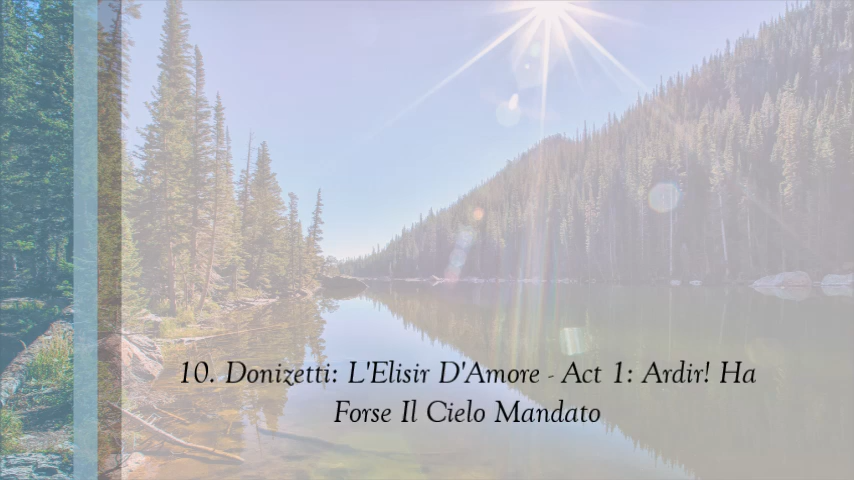 10. Donizetti: L'Elisir D'Amore - Act 1: Ardir! Ha
Forse Il Cielo Mandato